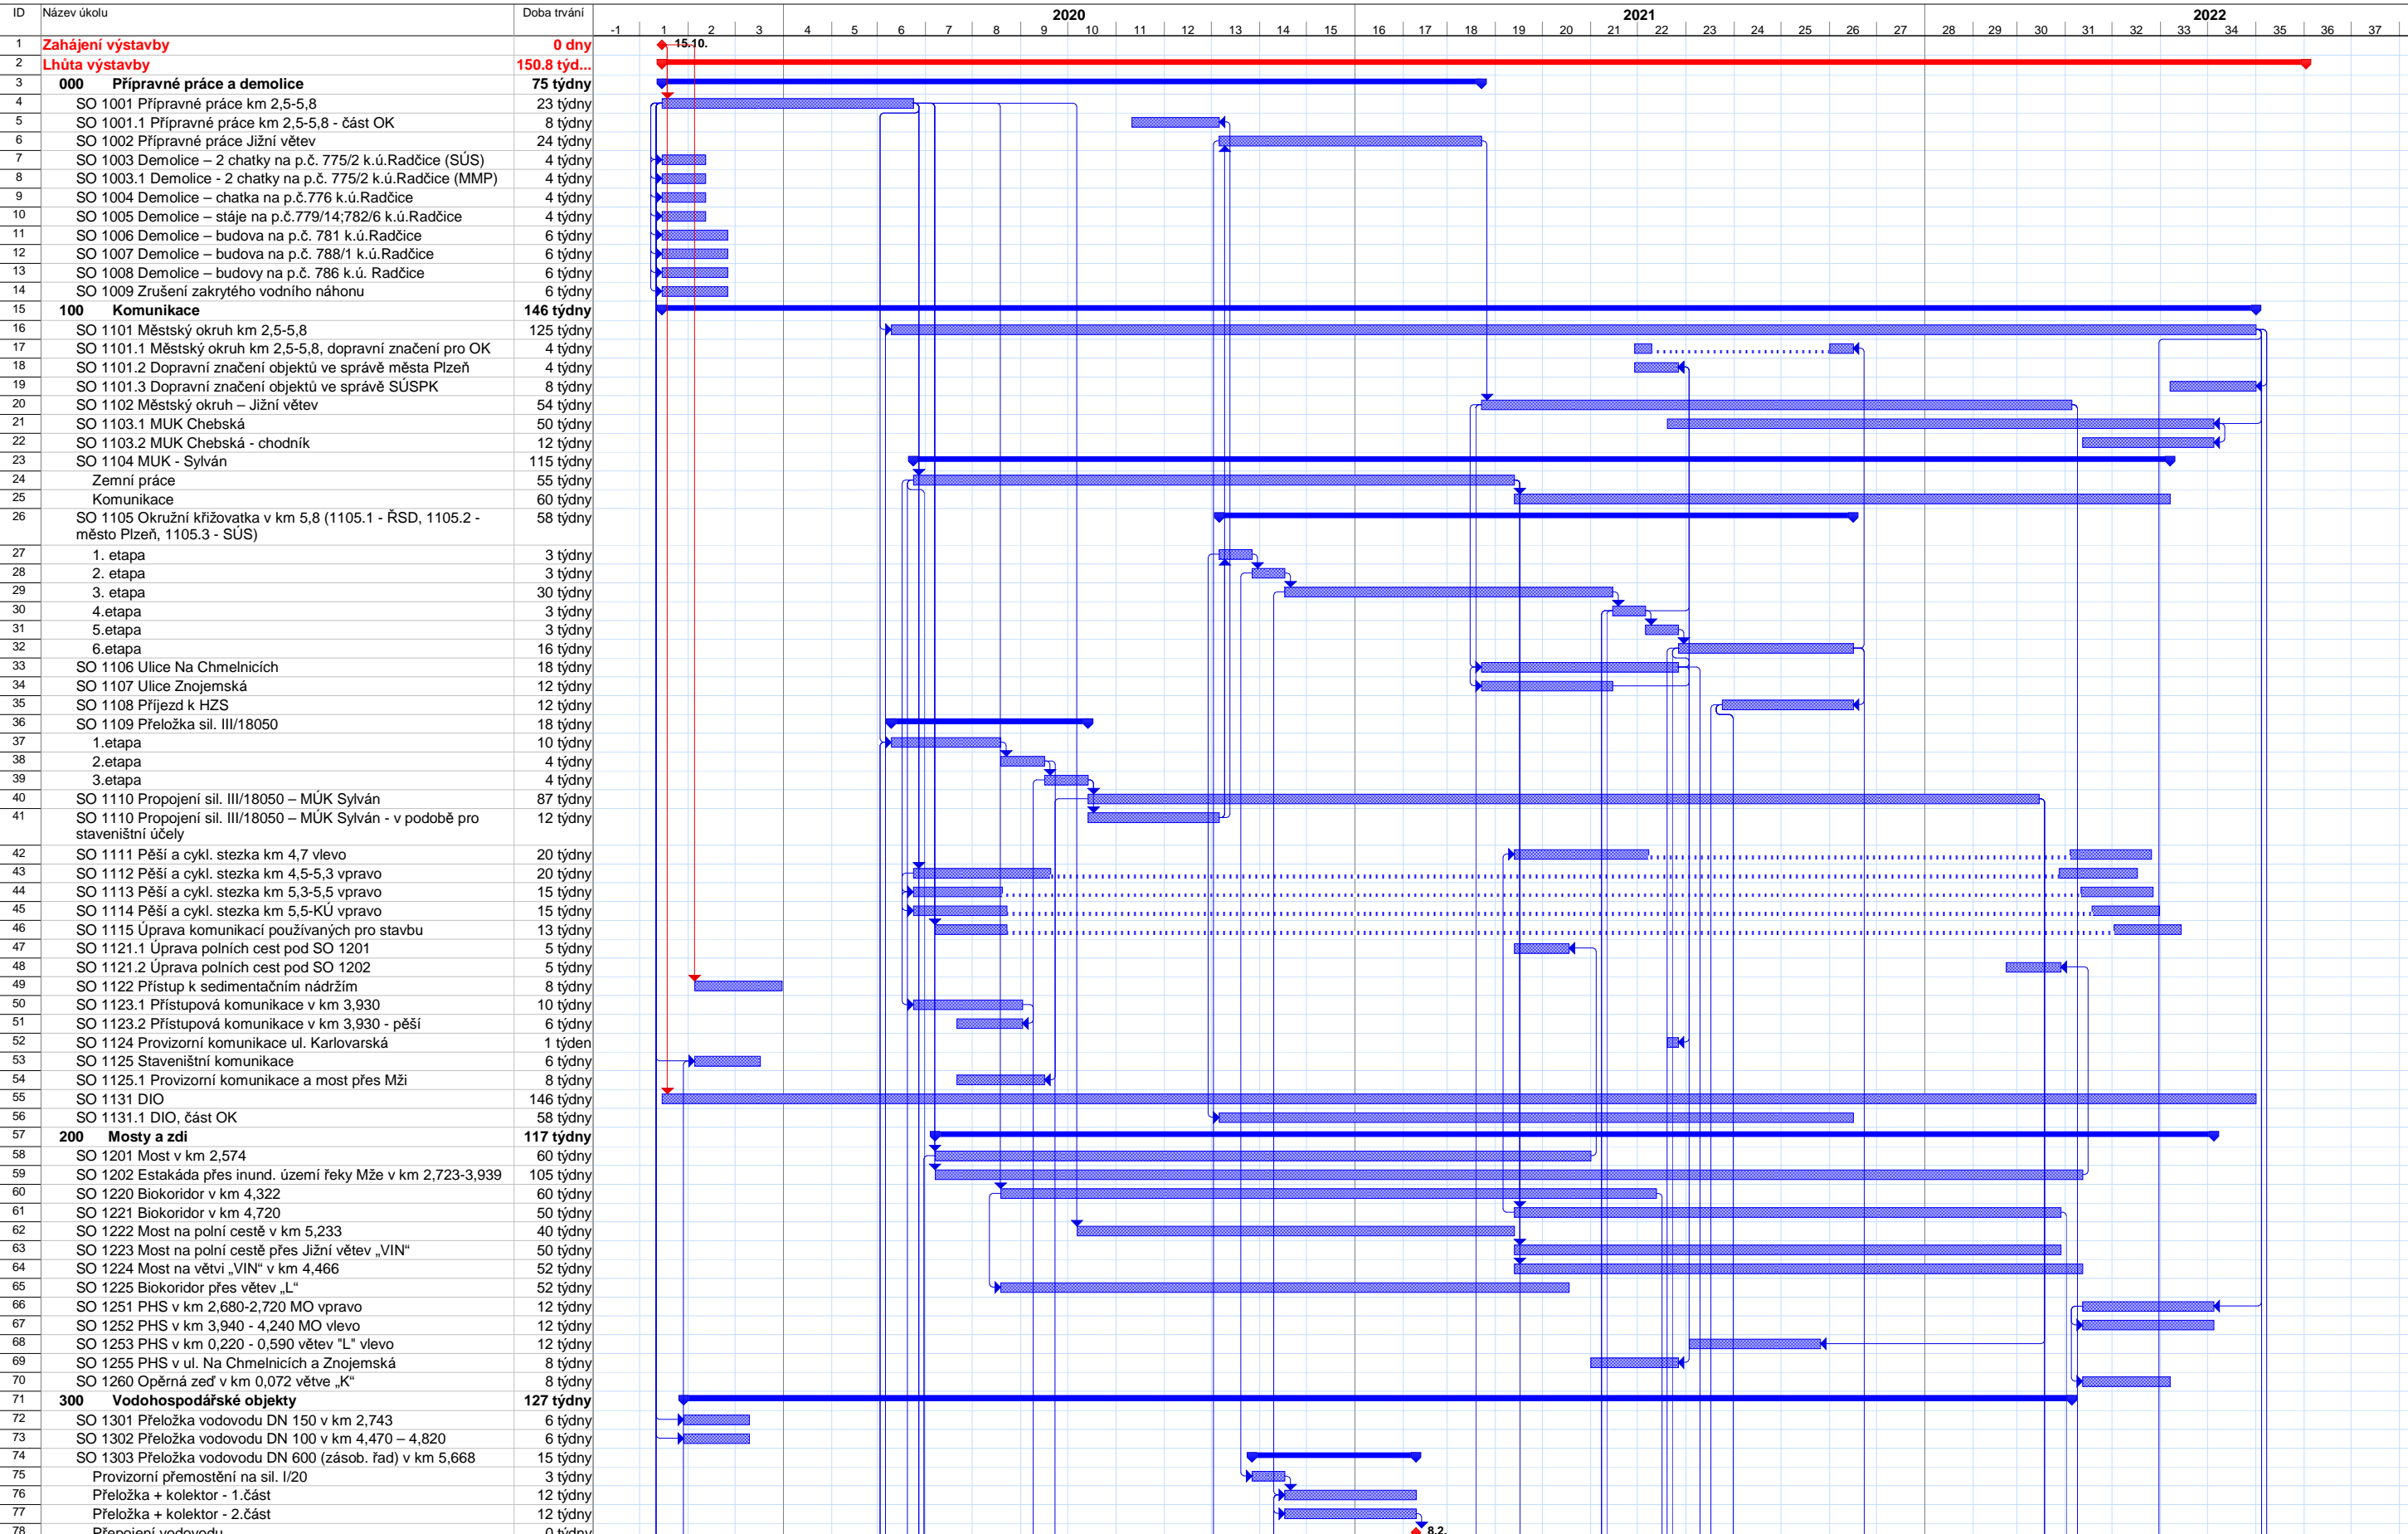 ID Název úkolu Doba trvání 2020 2021 2022
-1 1 2 3 4 5 6 7 8 9 10 11 12 13 14 15 16 17 18 19 20 21 22 23 24 25 26 27 28 29 30 31 32 33 34 35 36 37
1 Zahájení výstavby 0 dny 15.10.
2 Lhůta výstavby 150.8 týd...
3 000 Přípravné práce a demolice 75 týdny
4 SO 1001 Přípravné práce km 2,5-5,8 23 týdny
5 SO 1001.1 Přípravné práce km 2,5-5,8 - část OK 8 týdny
6 SO 1002 Přípravné práce Jižní větev 24 týdny
7 SO 1003 Demolice – 2 chatky na p.č. 775/2 k.ú.Radčice (SÚS) 4 týdny
8 SO 1003.1 Demolice - 2 chatky na p.č. 775/2 k.ú.Radčice (MMP) 4 týdny
9 SO 1004 Demolice – chatka na p.č.776 k.ú.Radčice 4 týdny
10 SO 1005 Demolice – stáje na p.č.779/14;782/6 k.ú.Radčice 4 týdny
11 SO 1006 Demolice – budova na p.č. 781 k.ú.Radčice 6 týdny
12 SO 1007 Demolice – budova na p.č. 788/1 k.ú.Radčice 6 týdny
13 SO 1008 Demolice – budovy na p.č. 786 k.ú. Radčice 6 týdny
14 SO 1009 Zrušení zakrytého vodního náhonu 6 týdny
15 100 Komunikace 146 týdny
16 SO 1101 Městský okruh km 2,5-5,8 125 týdny
17 SO 1101.1 Městský okruh km 2,5-5,8, dopravní značení pro OK 4 týdny
18 SO 1101.2 Dopravní značení objektů ve správě města Plzeň 4 týdny
19 SO 1101.3 Dopravní značení objektů ve správě SÚSPK 8 týdny
20 SO 1102 Městský okruh – Jižní větev 54 týdny
21 SO 1103.1 MUK Chebská 50 týdny
22 SO 1103.2 MUK Chebská - chodník 12 týdny
23 SO 1104 MUK - Sylván 115 týdny
24 Zemní práce 55 týdny
25 Komunikace 60 týdny
26 SO 1105 Okružní křižovatka v km 5,8 (1105.1 - ŘSD, 1105.2 - 58 týdny
město Plzeň, 1105.3 - SÚS)
27 1. etapa 3 týdny
28 2. etapa 3 týdny
29 3. etapa 30 týdny
30 4.etapa 3 týdny
31 5.etapa 3 týdny
32 6.etapa 16 týdny
33 SO 1106 Ulice Na Chmelnicích 18 týdny
34 SO 1107 Ulice Znojemská 12 týdny
35 SO 1108 Příjezd k HZS 12 týdny
36 SO 1109 Přeložka sil. III/18050 18 týdny
37 1.etapa 10 týdny
38 2.etapa 4 týdny
39 3.etapa 4 týdny
40 SO 1110 Propojení sil. III/18050 – MÚK Sylván 87 týdny
41 SO 1110 Propojení sil. III/18050 – MÚK Sylván - v podobě pro 12 týdny
staveništní účely
42 SO 1111 Pěší a cykl. stezka km 4,7 vlevo 20 týdny
43 SO 1112 Pěší a cykl. stezka km 4,5-5,3 vpravo 20 týdny
44 SO 1113 Pěší a cykl. stezka km 5,3-5,5 vpravo 15 týdny
45 SO 1114 Pěší a cykl. stezka km 5,5-KÚ vpravo 15 týdny
46 SO 1115 Úprava komunikací používaných pro stavbu 13 týdny
47 SO 1121.1 Úprava polních cest pod SO 1201 5 týdny
48 SO 1121.2 Úprava polních cest pod SO 1202 5 týdny
49 SO 1122 Přístup k sedimentačním nádržím 8 týdny
50 SO 1123.1 Přístupová komunikace v km 3,930 10 týdny
51 SO 1123.2 Přístupová komunikace v km 3,930 - pěší 6 týdny
52 SO 1124 Provizorní komunikace ul. Karlovarská 1 týden
53 SO 1125 Staveništní komunikace 6 týdny
54 SO 1125.1 Provizorní komunikace a most přes Mži 8 týdny
55 SO 1131 DIO 146 týdny
56 SO 1131.1 DIO, část OK 58 týdny
57 200 Mosty a zdi 117 týdny
58 SO 1201 Most v km 2,574 60 týdny
59 SO 1202 Estakáda přes inund. území řeky Mže v km 2,723-3,939 105 týdny
60 SO 1220 Biokoridor v km 4,322 60 týdny
61 SO 1221 Biokoridor v km 4,720 50 týdny
62 SO 1222 Most na polní cestě v km 5,233 40 týdny
63 SO 1223 Most na polní cestě přes Jižní větev „VIN“ 50 týdny
64 SO 1224 Most na větvi „VIN“ v km 4,466 52 týdny
65 SO 1225 Biokoridor přes větev „L“ 52 týdny
66 SO 1251 PHS v km 2,680-2,720 MO vpravo 12 týdny
67 SO 1252 PHS v km 3,940 - 4,240 MO vlevo 12 týdny
68 SO 1253 PHS v km 0,220 - 0,590 větev "L" vlevo 12 týdny
69 SO 1255 PHS v ul. Na Chmelnicích a Znojemská 8 týdny
70 SO 1260 Opěrná zeď v km 0,072 větve „K“ 8 týdny
71 300 Vodohospodářské objekty 127 týdny
72 SO 1301 Přeložka vodovodu DN 150 v km 2,743 6 týdny
73 SO 1302 Přeložka vodovodu DN 100 v km 4,470 – 4,820 6 týdny
74 SO 1303 Přeložka vodovodu DN 600 (zásob. řad) v km 5,668 15 týdny
75 Provizorní přemostění na sil. I/20 3 týdny
76 Přeložka + kolektor - 1.část 12 týdny
77 Přeložka + kolektor - 2.část 12 týdny
78 Přepojení vodovodu 0 týdny 8.2.